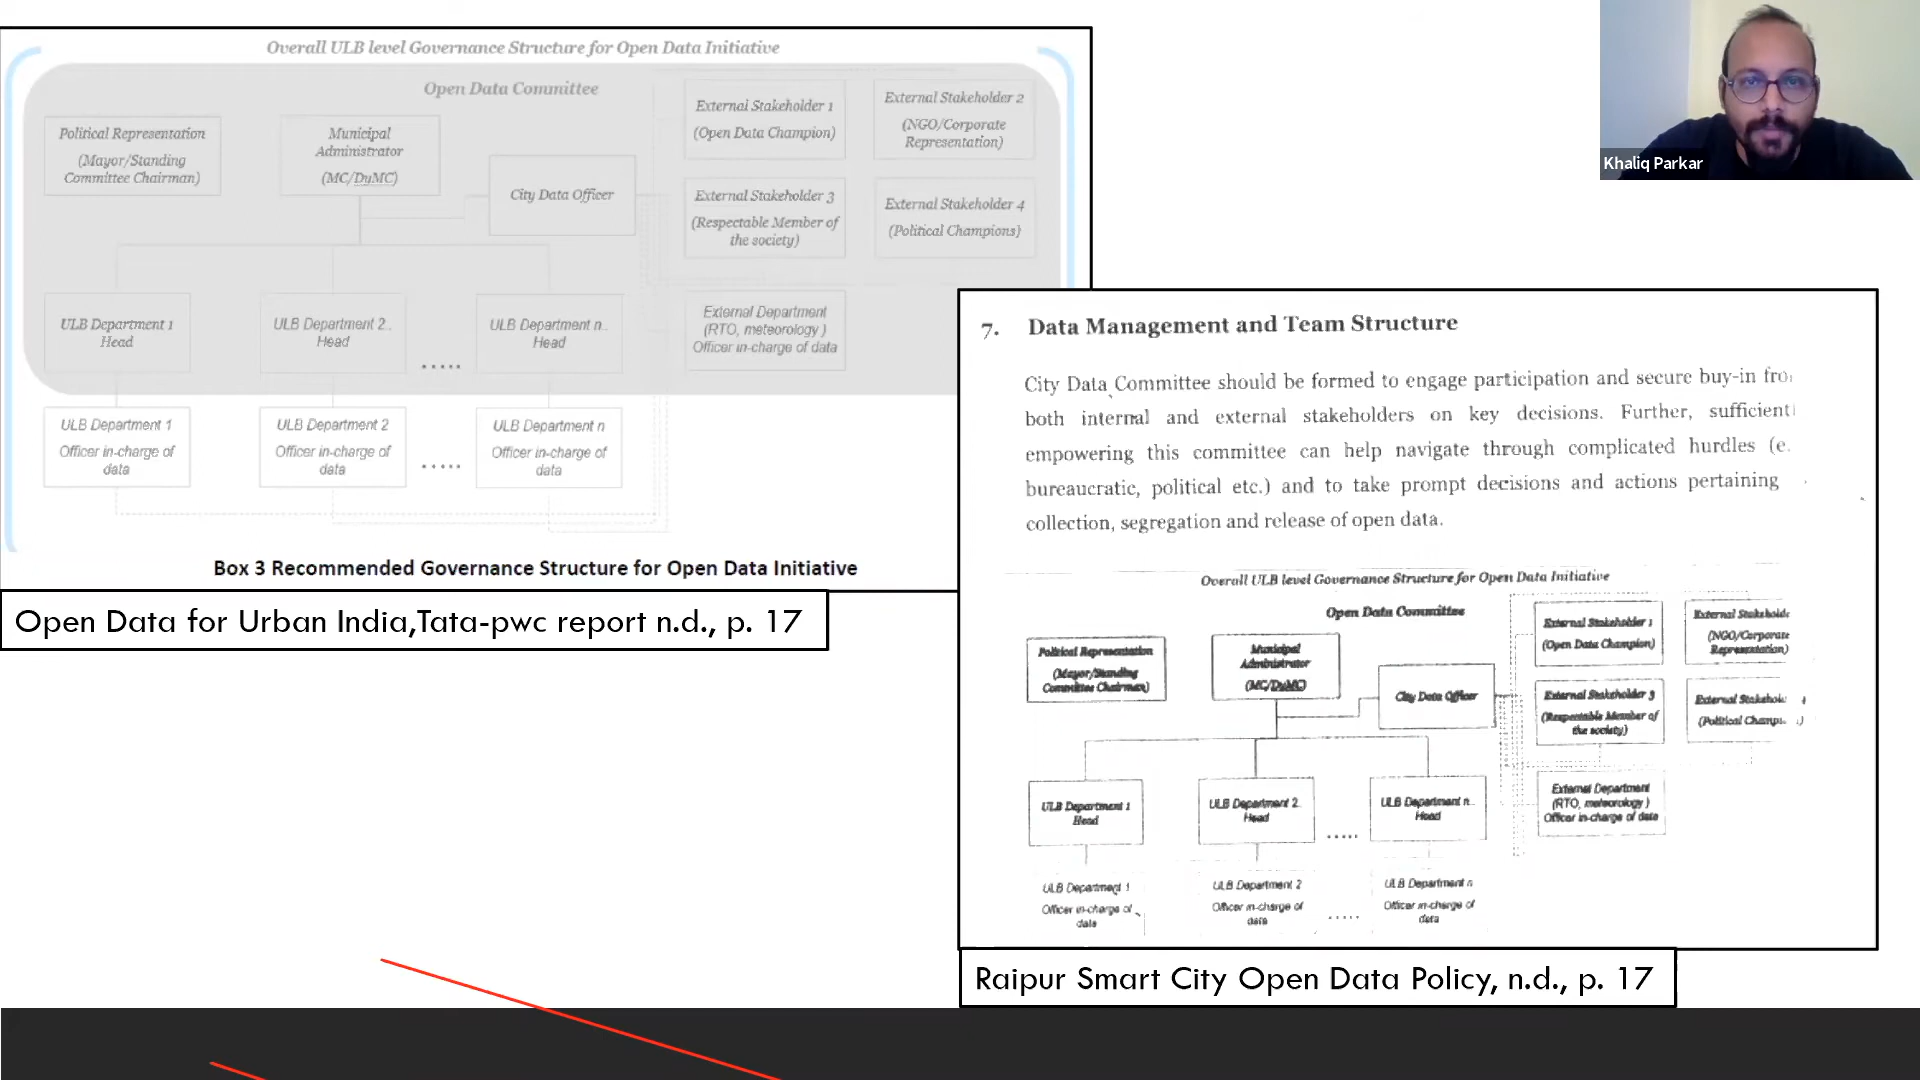 Overall ULB level Governance Structure for Open Data Initiative
Open Data Committee
Political Representation
(Mayor/Standing
Committee Chairman)
Municipal
Administrator
(MC/DyMC)
City Data Officer
External Stakeholder 1
(Open Data Champion)
External Stakeholder 2
(NGO/Corporate
Representation)
External Stakeholder 3
(Respectable Member of
the society)
External Stakeholder 4
(Political Champions)
ULB Department 1
Head
ULB Department 2..
Head
ULB Department n..
Head
.....
External Department
(RTO, meteorology )
Officer in-charge of data
ULB Department 1
Officer in-charge of
data
ULB Department 2
Officer in-charge of
data
.....
ULB Department n
Officer in-charge of
data
Box 3 Recommended Governance Structure for Open Data Initiative
Open Data for Urban India,Tata-pwc report n.d., p. 17
Khaliq Parkar
7. Data Management and Team Structure
City Data Committee should be formed to engage participation and secure buy-in fro
both internal and external stakeholders on key decisions. Further, sufficient
empowering this committee can help navigate through complicated hurdles (e.
bureaucratic, political etc.) and to take prompt decisions and actions pertaining
collection, segregation and release of open data.
Overall ULB level Governance Structure for Open Data Initiative
Open Data Committee
Political Representation
(Mayor/Standing
Committee Chairman)
Municipal
Administrator
(MC/DyMC)
City Data Officer
External Stakeholder 1
(Open Data Champion)
External Stakeholde
(NGO/Corporate
Representation)
External Stakeholder 3
(Respectable Member of
the society)
External Stakeholc
(Political Champi
ULB Department 1
Head
ULB Department 2.
Head
.....
ULB Department n..
Head
External Department
(RTO, meteorology )
Officer in-charge of data
ULB Department 1
Officer in-charge of
data
ULB Department 2
Officer in-charge of
data
.....
ULB Department n
Officer in-charge of
data
Raipur Smart City Open Data Policy, n.d., p. 17